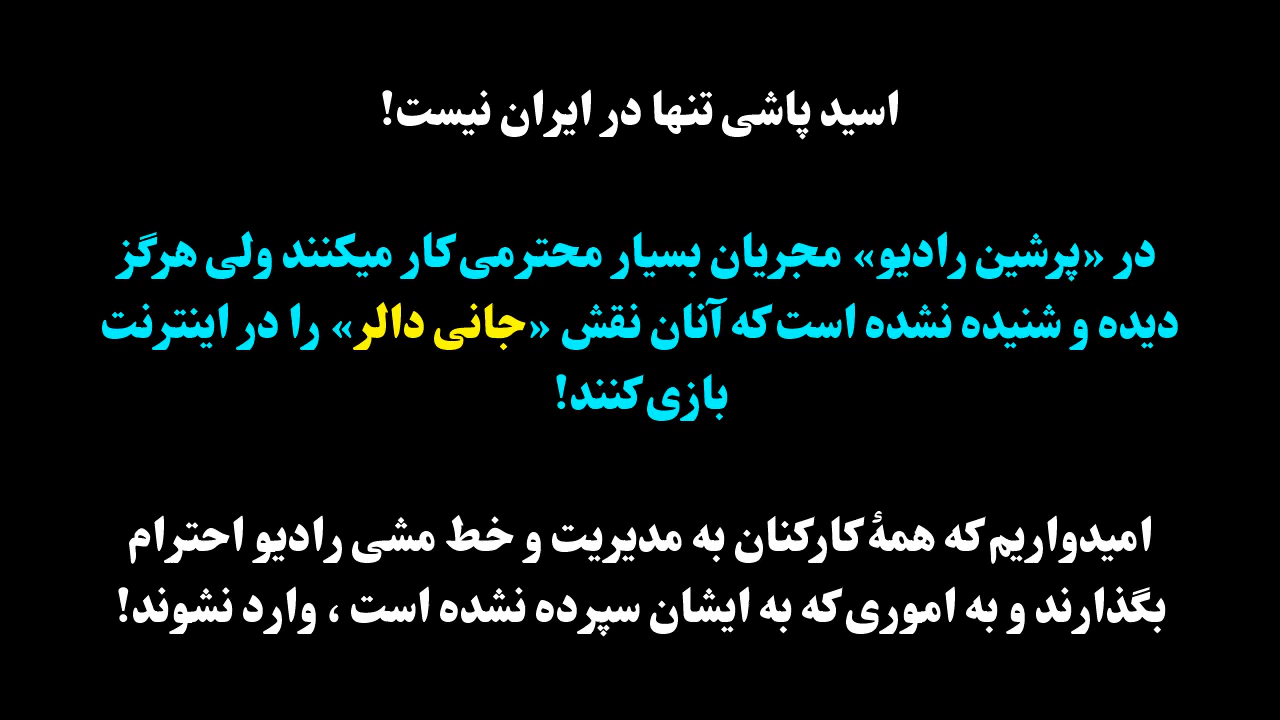 اسید پاشی تنها در ایران نیست!
در «پرشین رادیو» مجریان بسیار محترمی کار میکنند ولی هرگز
دیده و شنیده نشده است که آنان نقش «جانی دالر» را در اینترنت
بازی کنند!
امیدواریم که همهٔ کارکنان به مدیریت و خط مشی رادیو احترام
بگذارند و به اموری که به ایشان سپرده نشده است ، وارد نشوند!